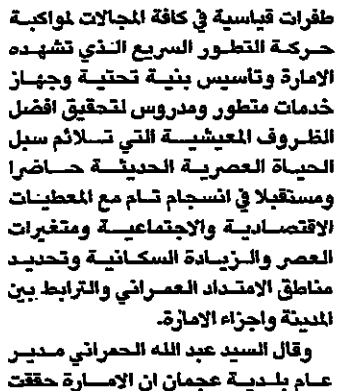 طفرات قياسية في كافة المجالات لمواكبة
حركة التطور السريع الذي تشهده
الامارة وتأسيس بنية تحتية وجهاز
خدمات متطور ومدروس لتحقيق افضل
الظروف المعيشية التي تسلائم سبل
الحياة العصرية الحديثة حاضرا
ومستقبلا في انسجام تام مع المعطيات
الاقتصادية والاجتماعية ومتغيرات
العصر والزيادة السكانية وتحديد
مناطق الامتداد العمراني والترابط بين
المدينة واجزاء الامارة.
وقال السيد عبد الله الحمراني مدير
عام بلدية عجمان ان الامارة حققت